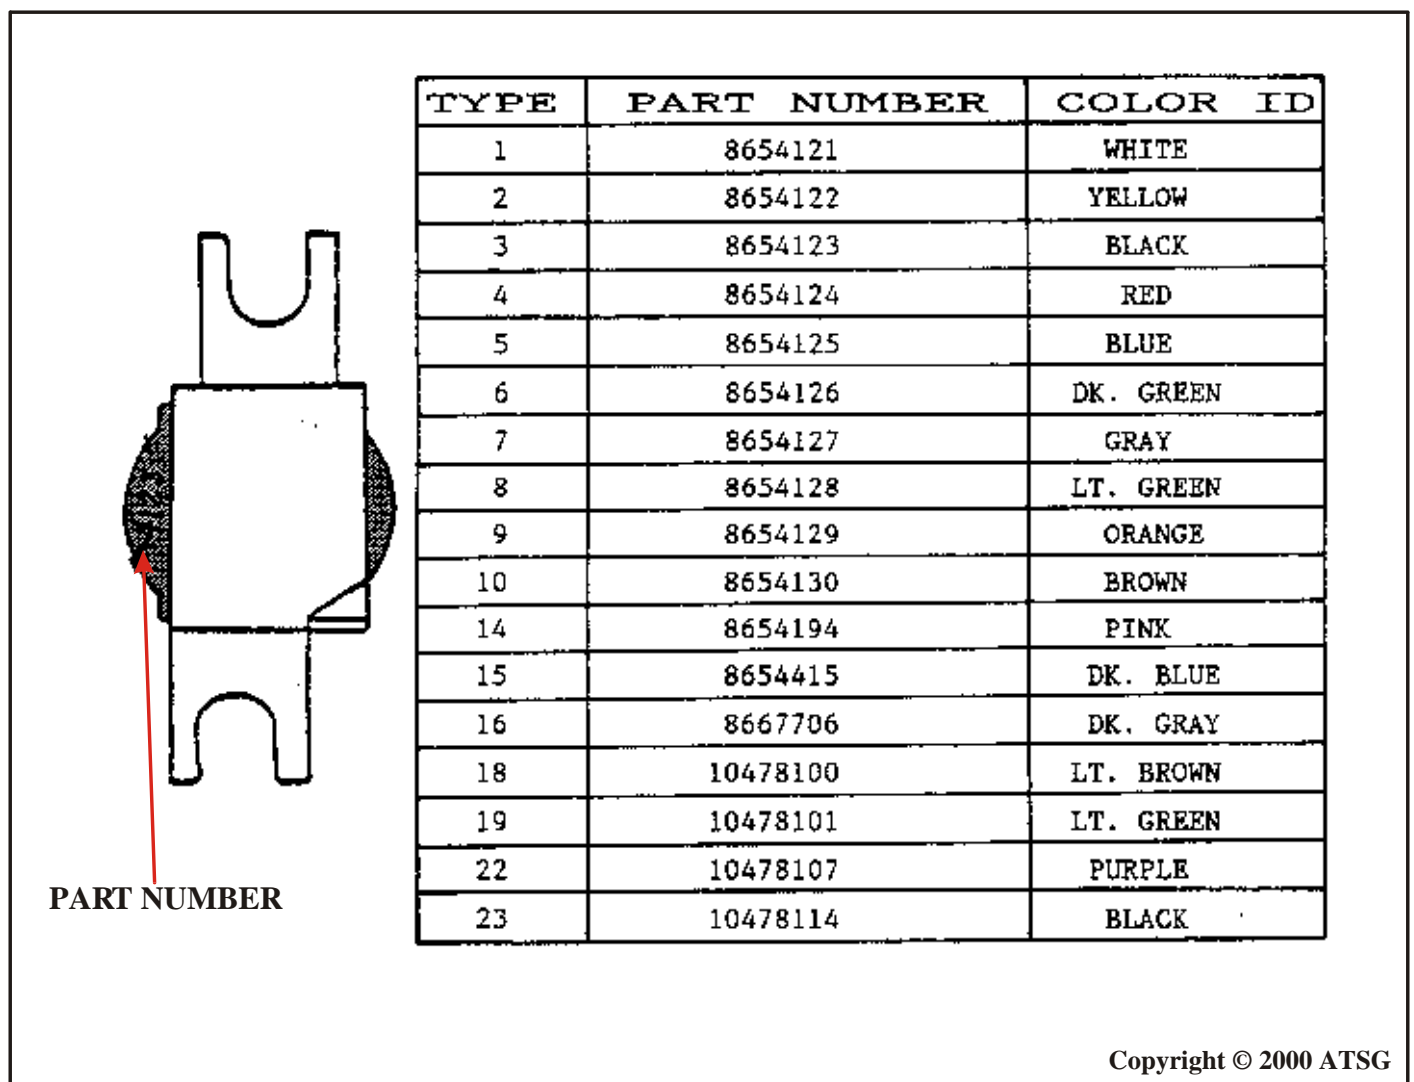 TYPE PART NUMBER COLOR ID
1 8654121 WHITE
2 8654122 YELLOW
3 8654123 BLACK
4 8654124 RED
5 8654125 BLUE
6 8654126 DK. GREEN
7 8654127 GRAY
8 8654128 LT. GREEN
9 8654129 ORANGE
10 8654130 BROWN
14 8654194 PINK
15 8654415 DK. BLUE
16 8667706 DK. GRAY
18 10478100 LT. BROWN
19 10478101 LT. GREEN
22 10478107 PURPLE
23 10478114 BLACK
PART NUMBER
Copyright © 2000 ATSG